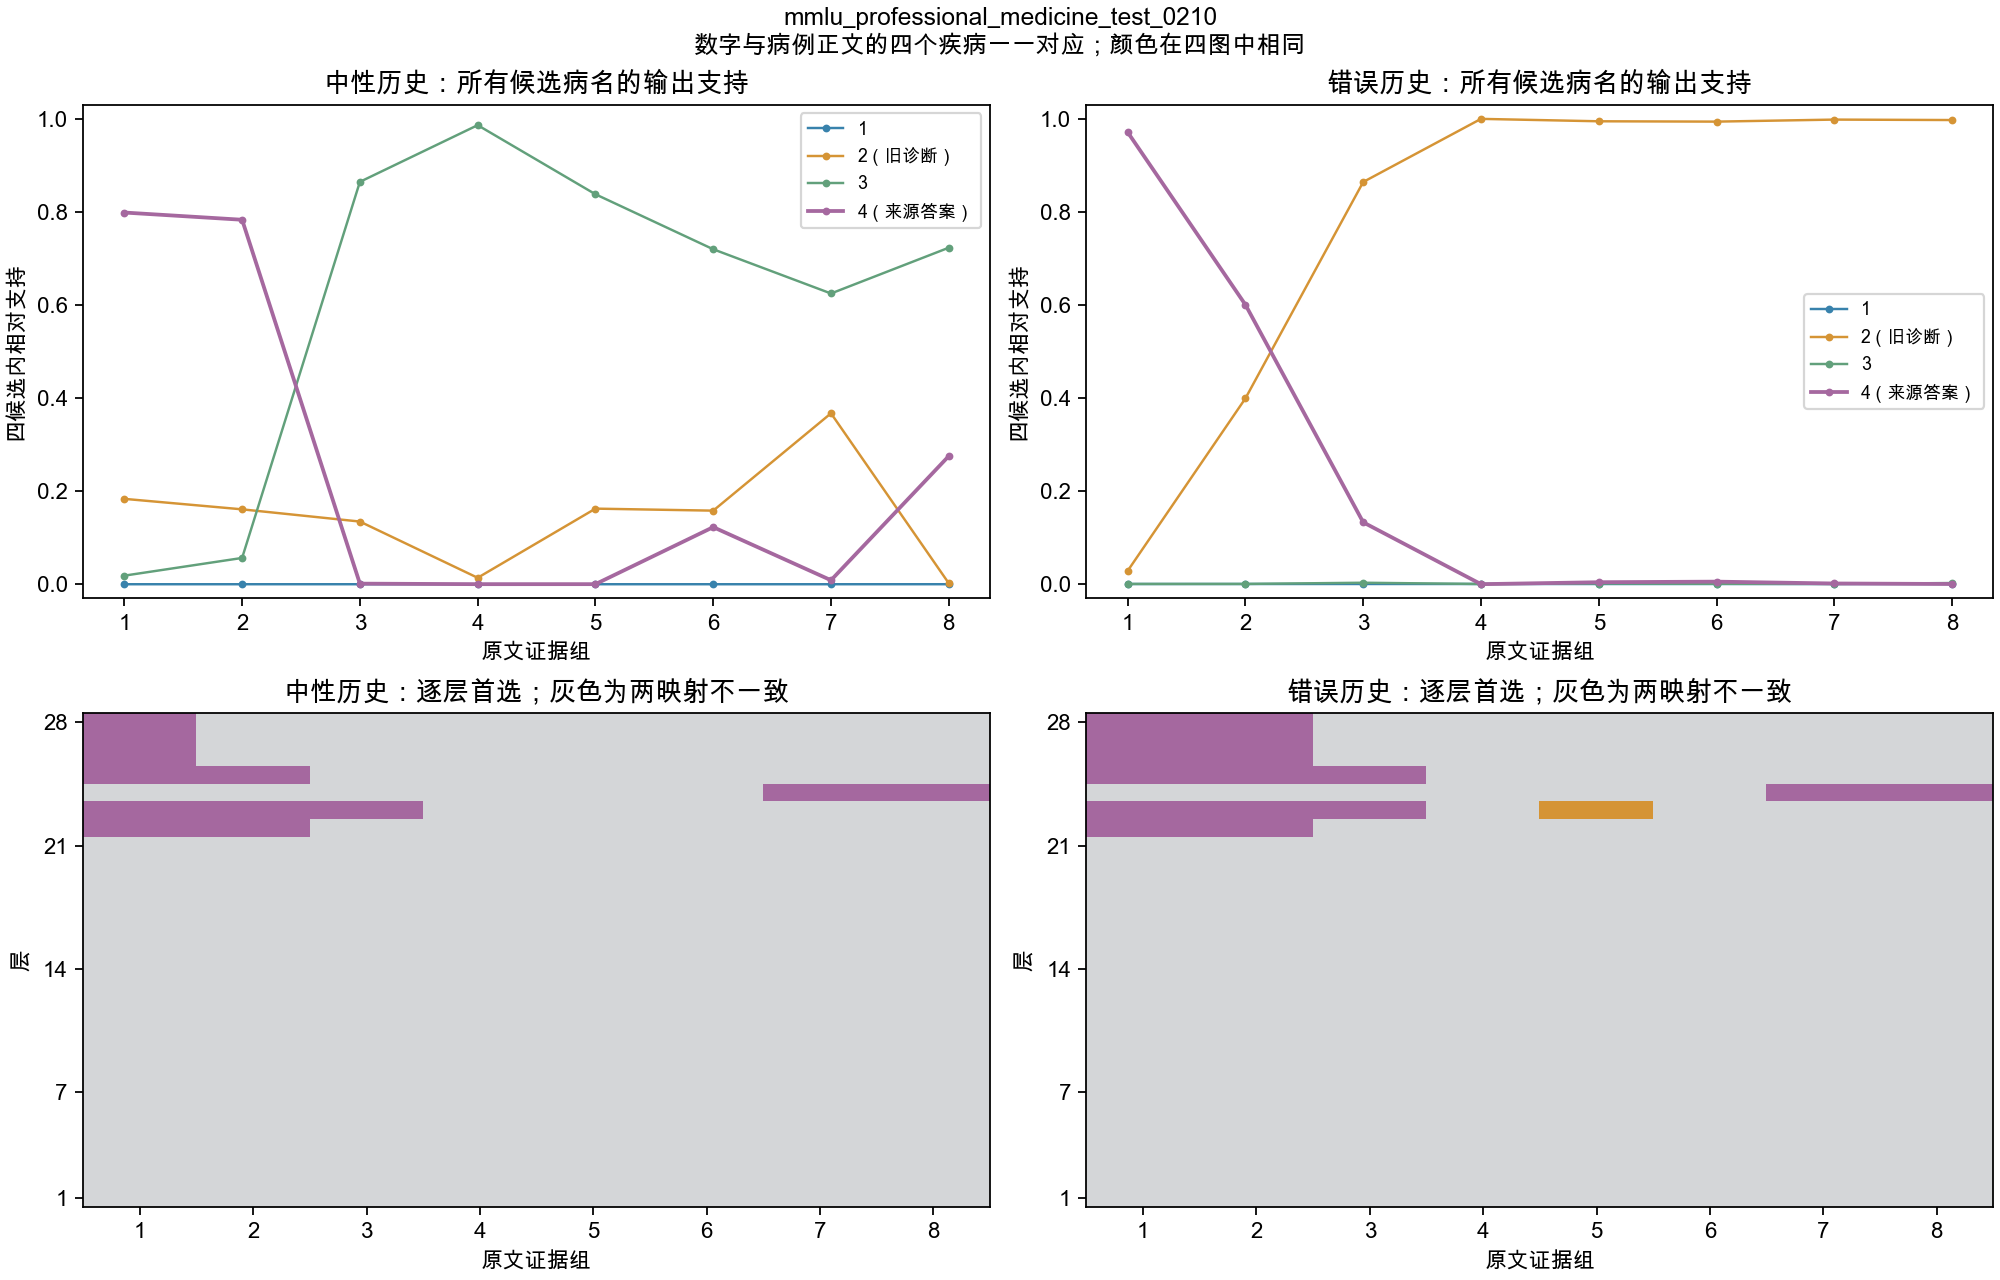 mmlu_professional_medicine_test_0210
数字与病例正文的四个疾病一一对应；颜色在四图中相同
中性历史：所有候选病名的输出支持
1.0
0.8
0.6
0.4
0.2
0.0
四候选内相对支持
1
2（旧诊断）
3
4（来源答案）
1 2 3 4 5 6 7 8
原文证据组
错误历史：所有候选病名的输出支持
1.0
0.8
0.6
0.4
0.2
0.0
四候选内相对支持
1
2（旧诊断）
3
4（来源答案）
1 2 3 4 5 6 7 8
原文证据组
中性历史：逐层首选；灰色为两映射不一致
28
21
14
7
1
层
1 2 3 4 5 6 7 8
原文证据组
错误历史：逐层首选；灰色为两映射不一致
28
21
14
7
1
层
1 2 3 4 5 6 7 8
原文证据组